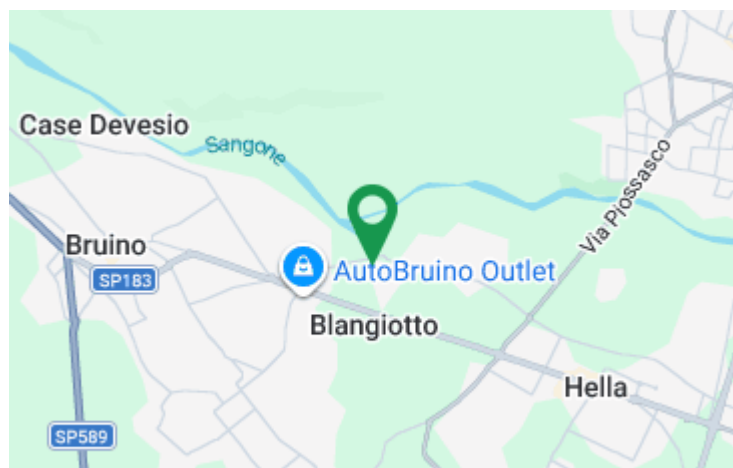 Case Devesio
Sangone
Via Piossasco
Bruino
SP183
AutoBruino Outlet
Blangiotto
Hella
SP589